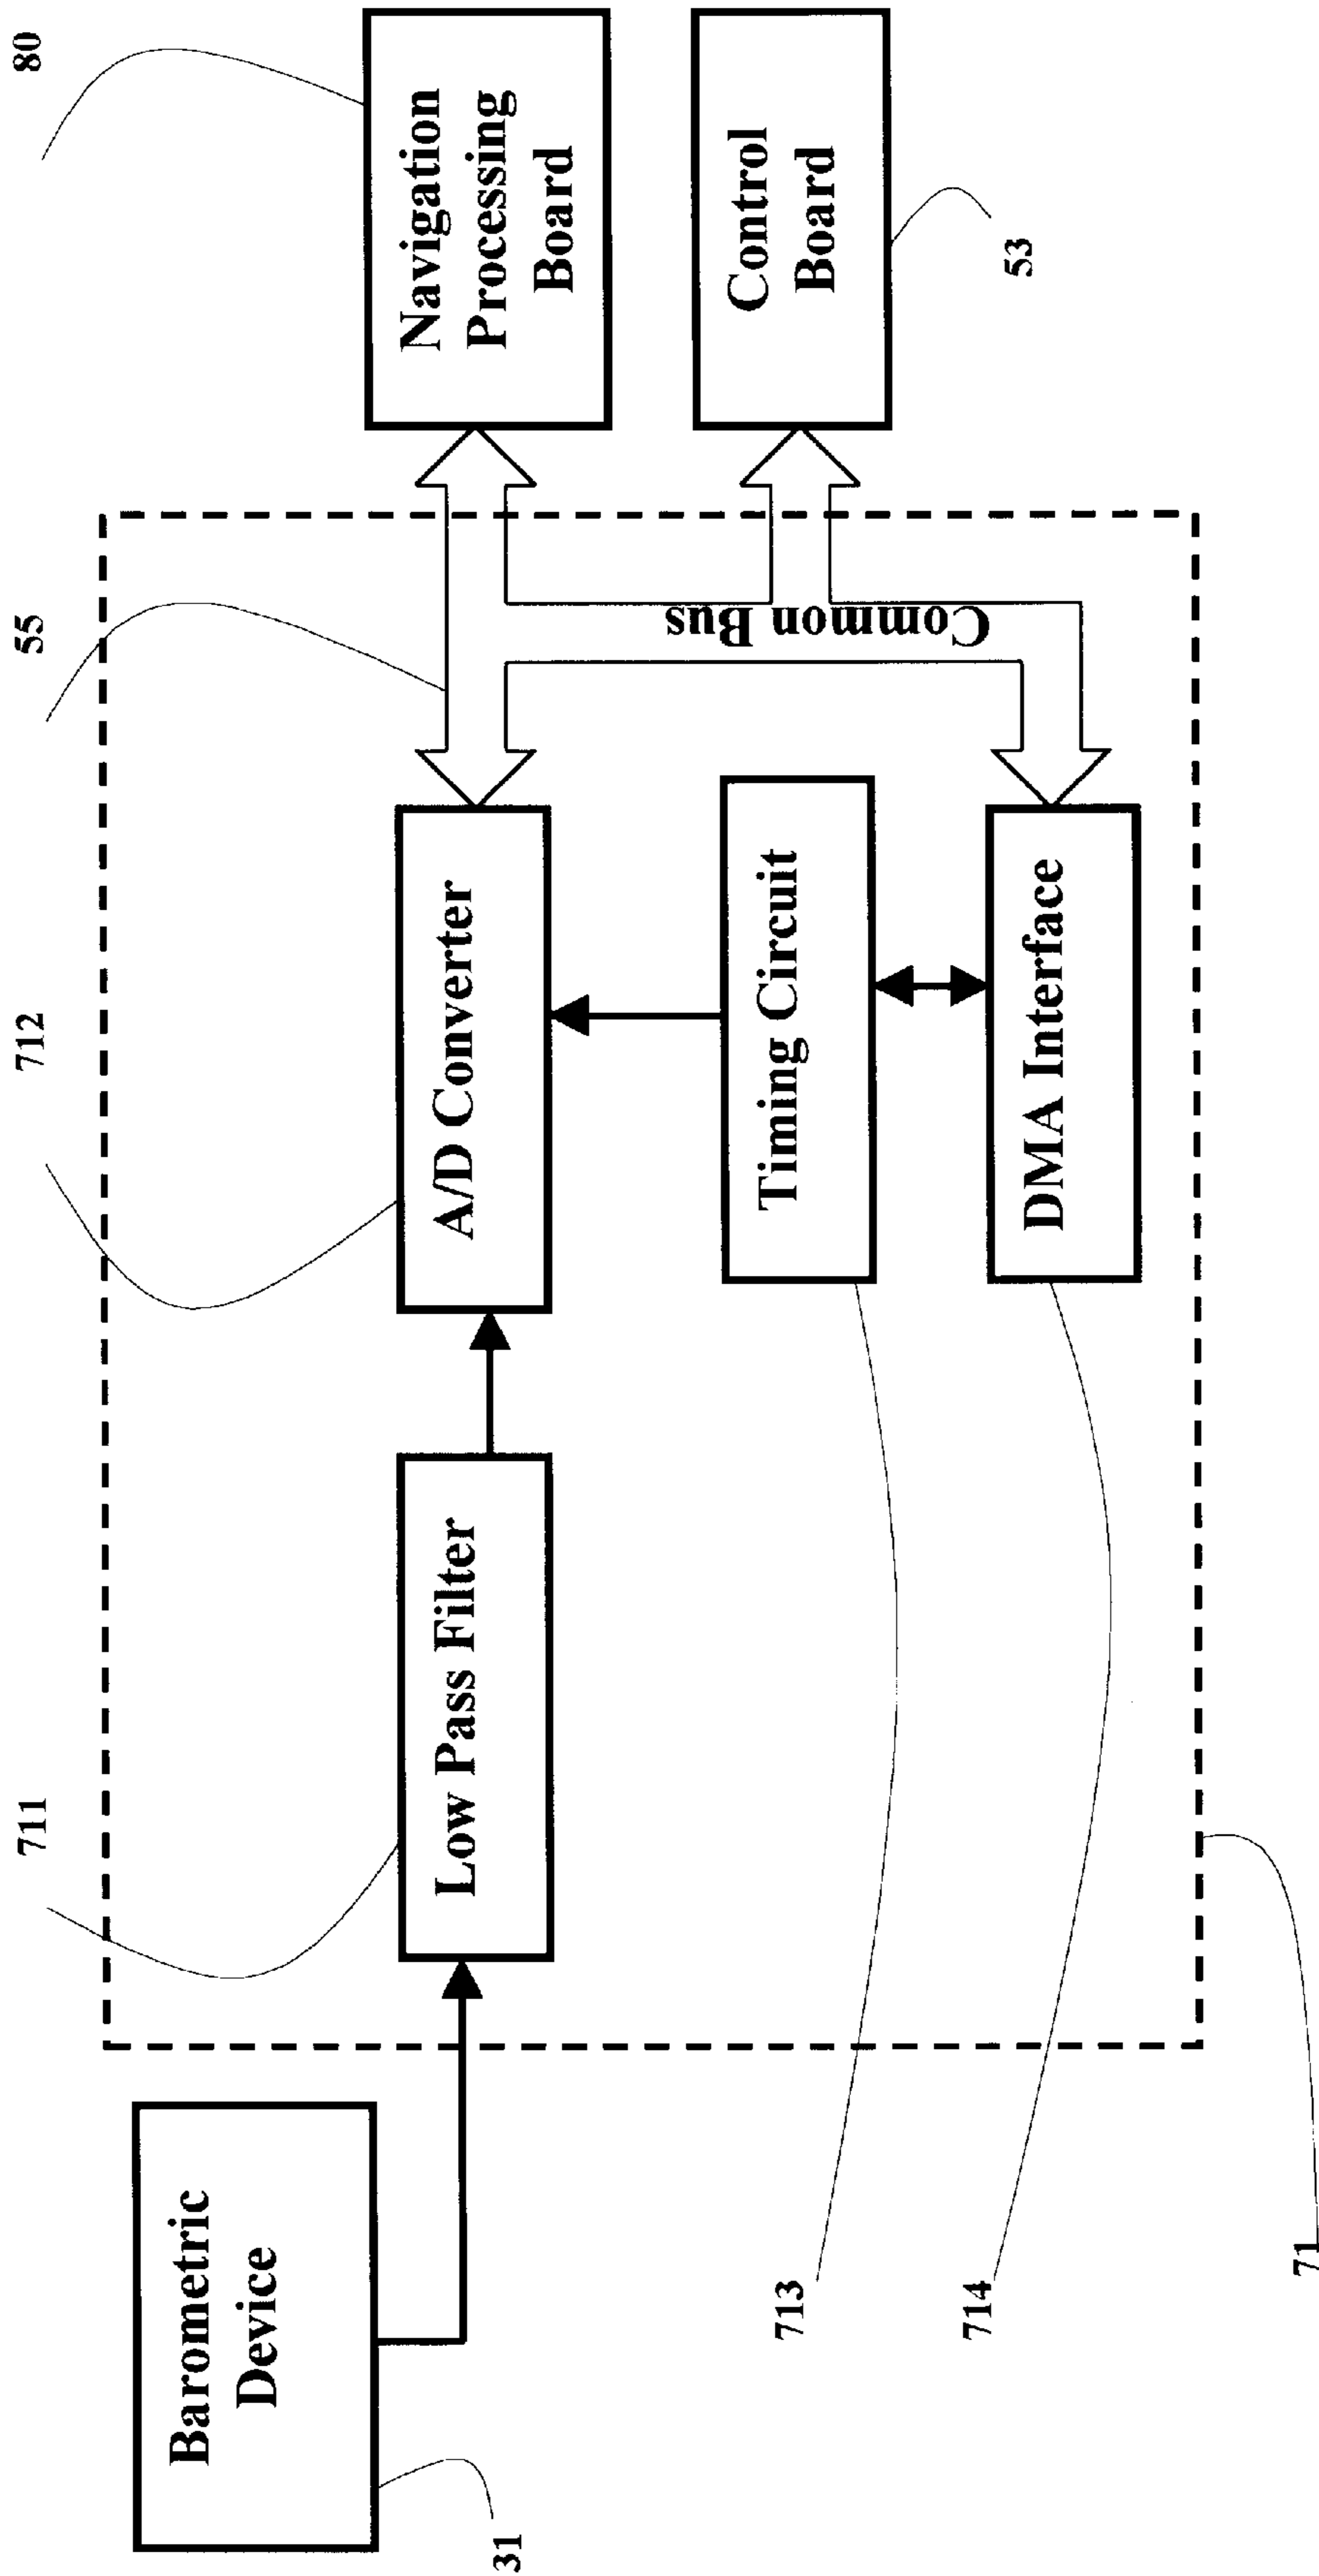 711
712
55
80
Barometric
Device
Low Pass Filter
A/D Converter
Navigation
Processing
Board
31
Timing Circuit
Common Bus
Control
Board
713
DMA Interface
53
714
71